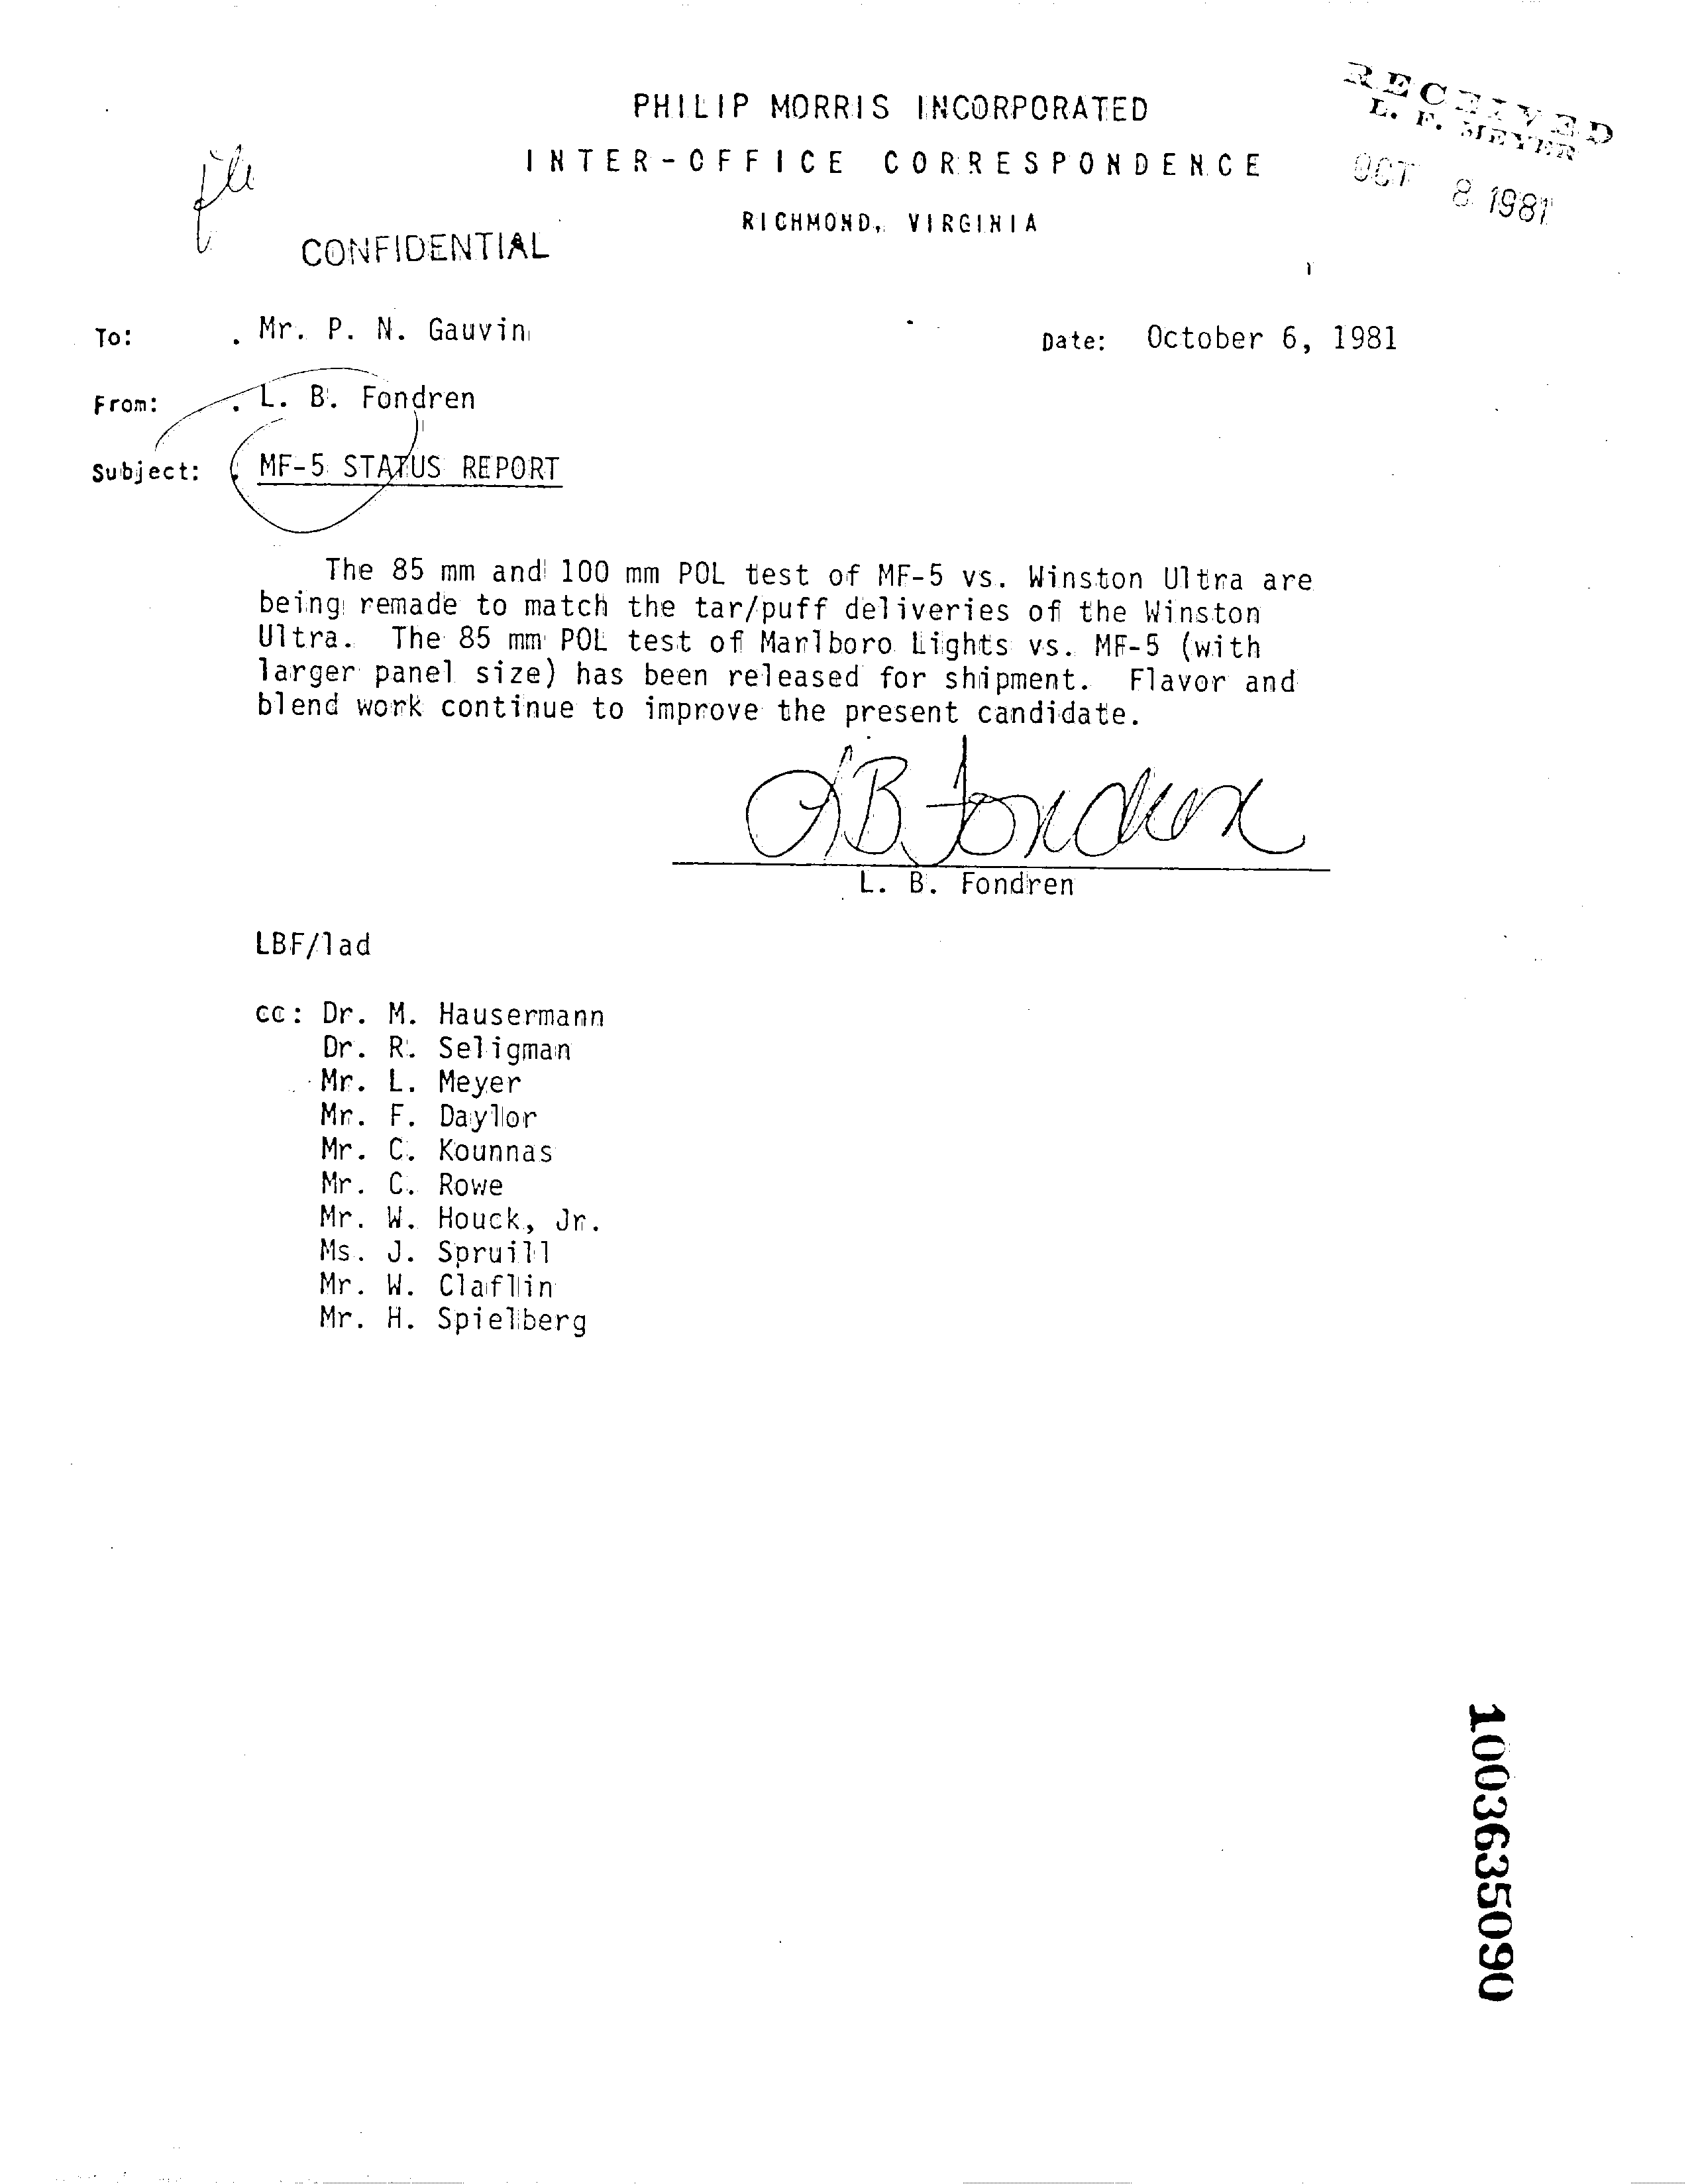 RECEIVED
L. F. MEYER
OCT 8 1981
PHILIP MORRIS INCORPORATED
INTER-OFFICE CORRESPONDENCE
RICHMOND, VIRGINIA
file
CONFIDENTIAL
To: . Mr. P. N. Gauvin Date: October 6, 1981
From: . L. B. Fondren
Subject: . MF-5 STATUS REPORT
The 85 mm and 100 mm POL test of MF-5 vs. Winston Ultra are
being remade to match the tar/puff deliveries of the Winston
Ultra. The 85 mm POL test of Marlboro Lights vs. MF-5 (with
larger panel size) has been released for shipment. Flavor and
blend work continue to improve the present candidate.
LB Fondren
L. B. Fondren
LBF/lad
cc: Dr. M. Hausermann
Dr. R. Seligman
Mr. L. Meyer
Mr. F. Daylor
Mr. C. Kounnas
Mr. C. Rowe
Mr. W. Houck, Jr.
Ms. J. Spruill
Mr. W. Claflin
Mr. H. Spielberg
1003635090